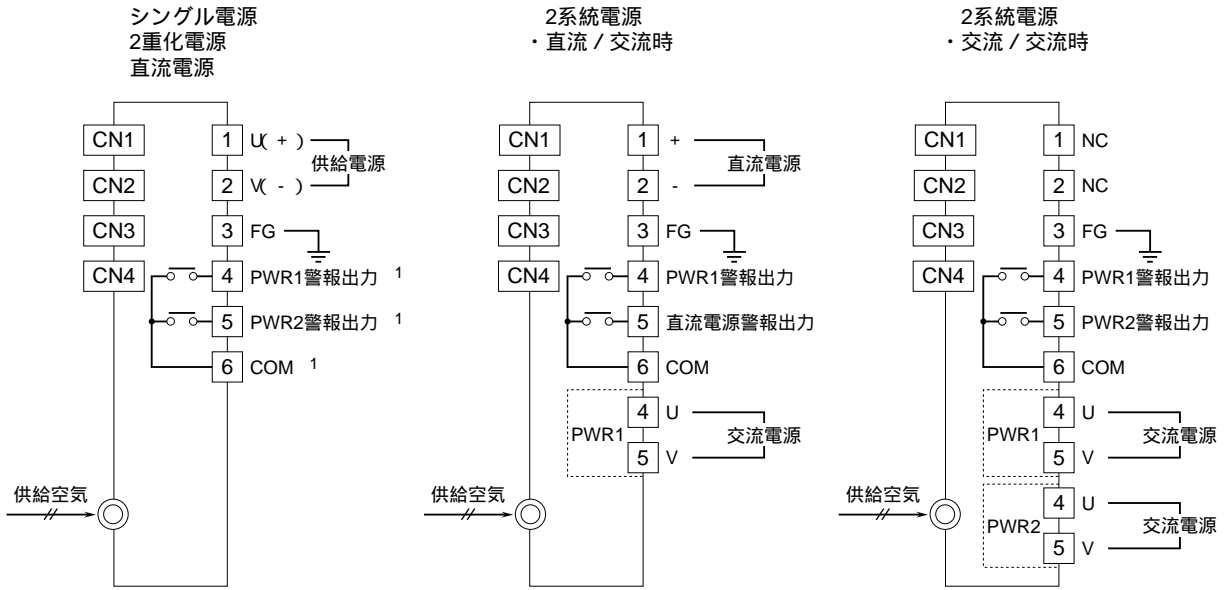 シングル電源
2重化電源
直流電源
CN1
CN2
CN3
CN4
1 U( + )
供給電源
2 V( - )
3 FG
4 PWR1警報出力 1
5 PWR2警報出力 1
6 COM 1
供給空気
2系統電源
・直流 / 交流時
CN1
CN2
CN3
CN4
1 +
直流電源
2 -
3 FG
4 PWR1警報出力
5 直流電源警報出力
6 COM
PWR1
4 U
交流電源
5 V
供給空気
2系統電源
・交流 / 交流時
CN1
CN2
CN3
CN4
1 NC
2 NC
3 FG
4 PWR1警報出力
5 PWR2警報出力
6 COM
PWR1
4 U
交流電源
5 V
PWR2
4 U
交流電源
5 V
供給空気